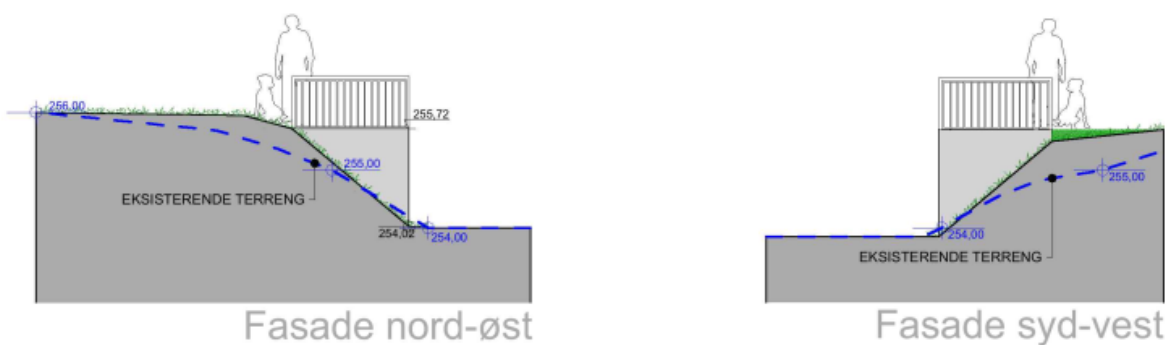 256,00
255,72
255,00
EKSISTERENDE TERRENG
254,02
254,00
Fasade nord-øst
255,00
254,00
EKSISTERENDE TERRENG
Fasade syd-vest